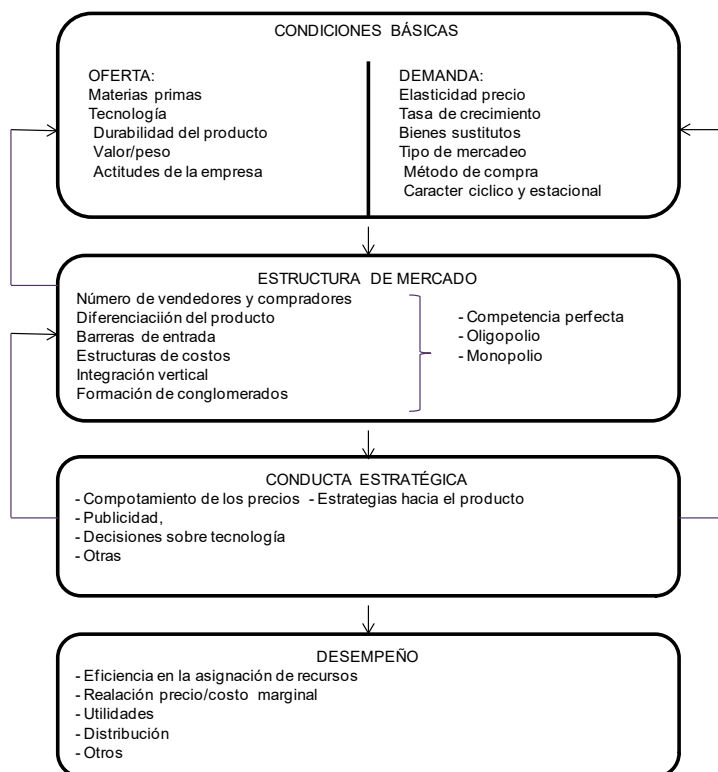 CONDICIONES BÁSICAS
OFERTA:
Materias primas
Tecnología
Durabilidad del producto
Valor/peso
Actitudes de la empresa
DEMANDA:
Elasticidad precio
Tasa de crecimiento
Bienes sustitutos
Tipo de mercadeo
Método de compra
Caracter ciclico y estacional
ESTRUCTURA DE MERCADO
Número de vendedores y compradores
Diferenciaciión del producto
Barreras de entrada
Estructuras de costos
Integración vertical
Formación de conglomerados
- Competencia perfecta
- Oligopolio
- Monopolio
CONDUCTA ESTRATÉGICA
- Compotamiento de los precios - Estrategias hacia el producto
- Publicidad,
- Decisiones sobre tecnología
- Otras
DESEMPEÑO
- Eficiencia en la asignación de recursos
- Realación precio/costo marginal
- Utilidades
- Distribución
- Otros